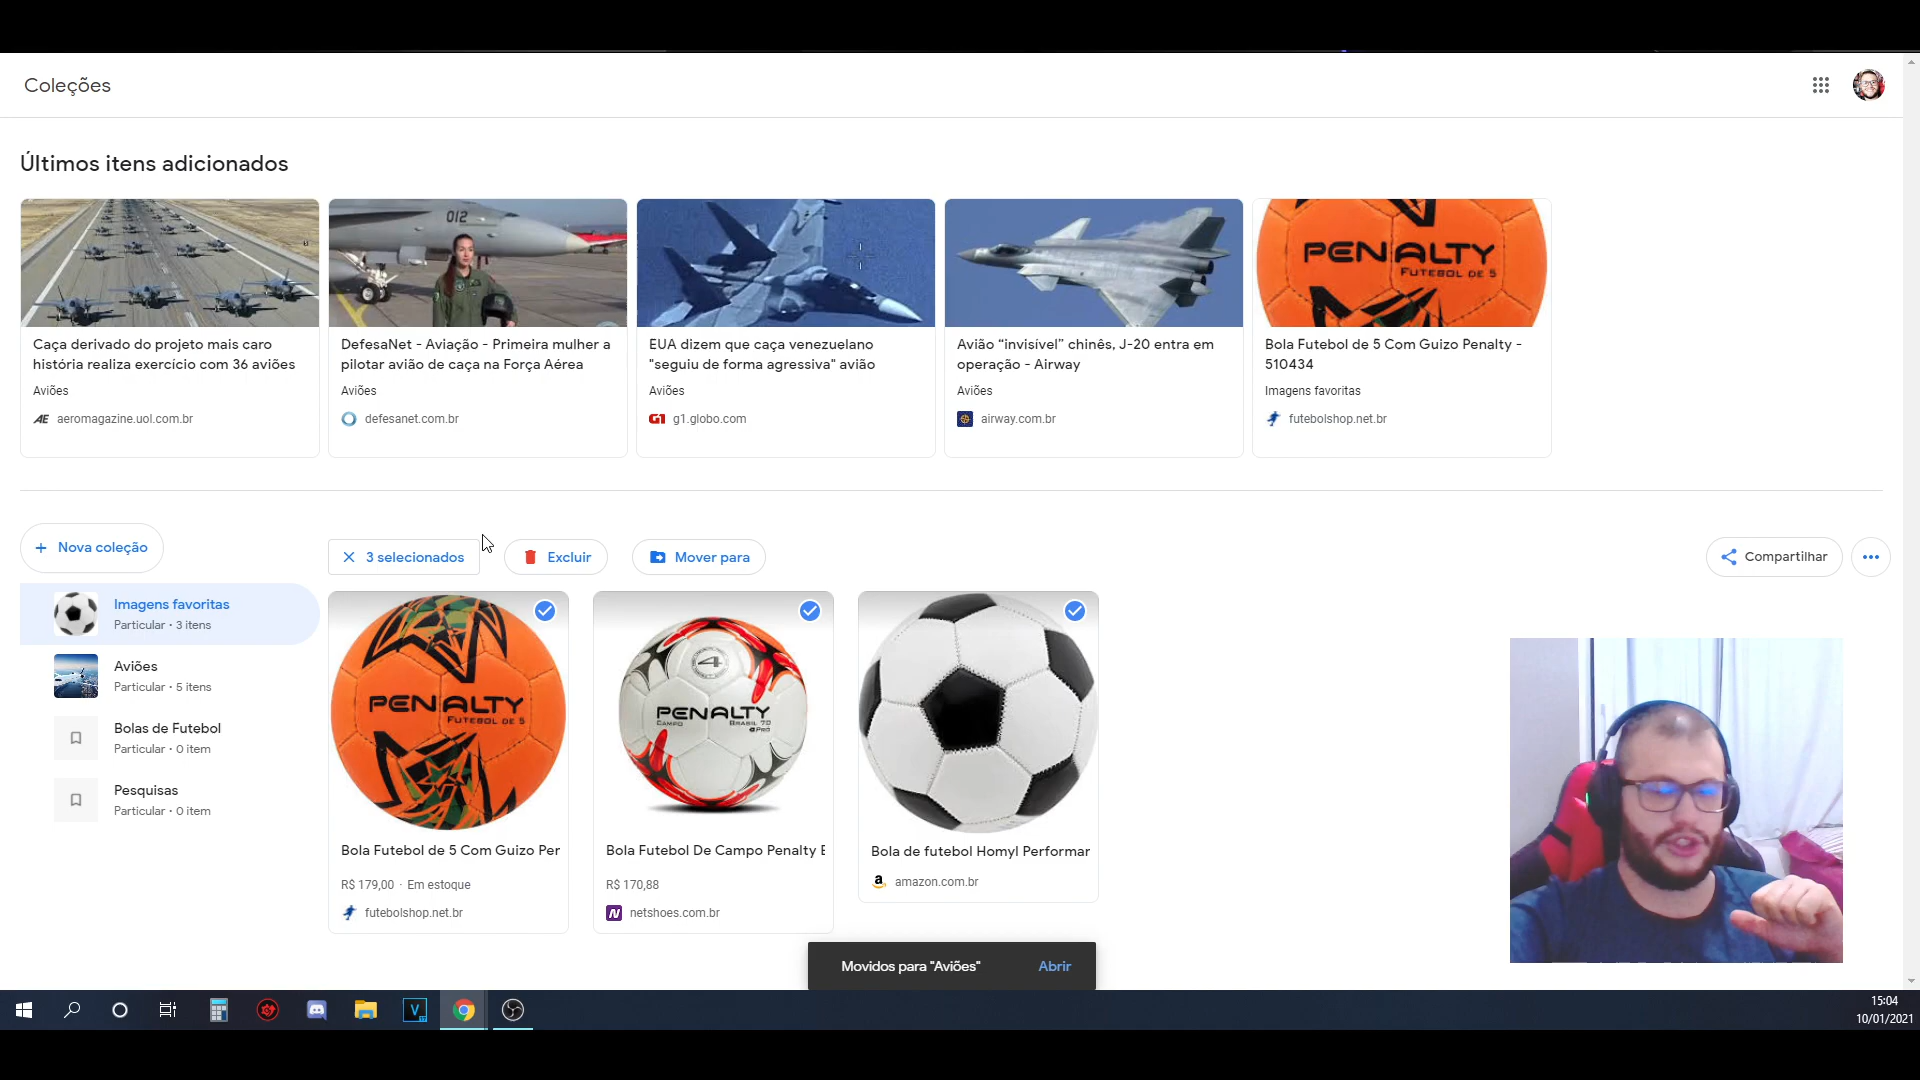 Coleções
Últimos itens adicionados
012
PENALTY
FUTEBOL DE 5
Caça derivado do projeto mais caro
história realiza exercício com 36 aviões
Aviões
AE aeromagazine.uol.com.br
DefesaNet - Aviação - Primeira mulher a
pilotar avião de caça na Força Aérea
Aviões
defesanet.com.br
EUA dizem que caça venezuelano
"seguiu de forma agressiva" avião
Aviões
G1 g1.globo.com
Avião “invisível” chinês, J-20 entra em
operação - Airway
Aviões
airway.com.br
Bola Futebol de 5 Com Guizo Penalty -
510434
Imagens favoritas
futebolshop.net.br
+ Nova coleção
3 selecionados
Excluir
Mover para
Compartilhar
Imagens favoritas
Particular • 3 itens
Aviões
Particular • 5 itens
Bolas de Futebol
Particular • 0 item
Pesquisas
Particular • 0 item
PENALTY
FUTEBOL DE 5
Bola Futebol de 5 Com Guizo Per
R$ 179,00 · Em estoque
futebolshop.net.br
4
PENALTY
CAMPO BRASIL 70
PRO
Bola Futebol De Campo Penalty B
R$ 170,88
N netshoes.com.br
Bola de futebol Homyl Performar
a amazon.com.br
Movidos para "Aviões" Abrir
V
15:04
10/01/2021